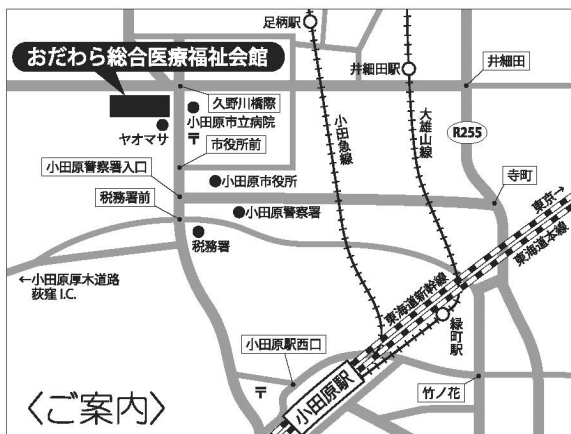 足柄駅
おだわら総合医療福祉会館
井細田駅
井細田
久野川橋際
小田原市立病院
ヤオマサ
〒
市役所前
小田急線
大雄山線
R255
小田原警察署入口
小田原市役所
寺町
税務署前
小田原警察署
東京→
東海道本線
税務署
←小田原厚木道路
荻窪 I.C.
東海道新幹線
緑町駅
小田原駅西口
小田原駅
〒
竹ノ花
〈ご案内〉